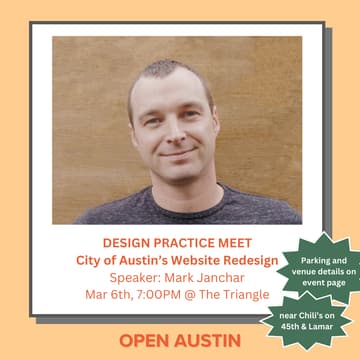 DESIGN PRACTICE MEET
City of Austin's Website Redesign
Speaker: Mark Janchar
Mar 6th, 7:00PM @ The Triangle
Parking and
venue details on
event page
near Chili's on
45th & Lamar
OPEN AUSTIN